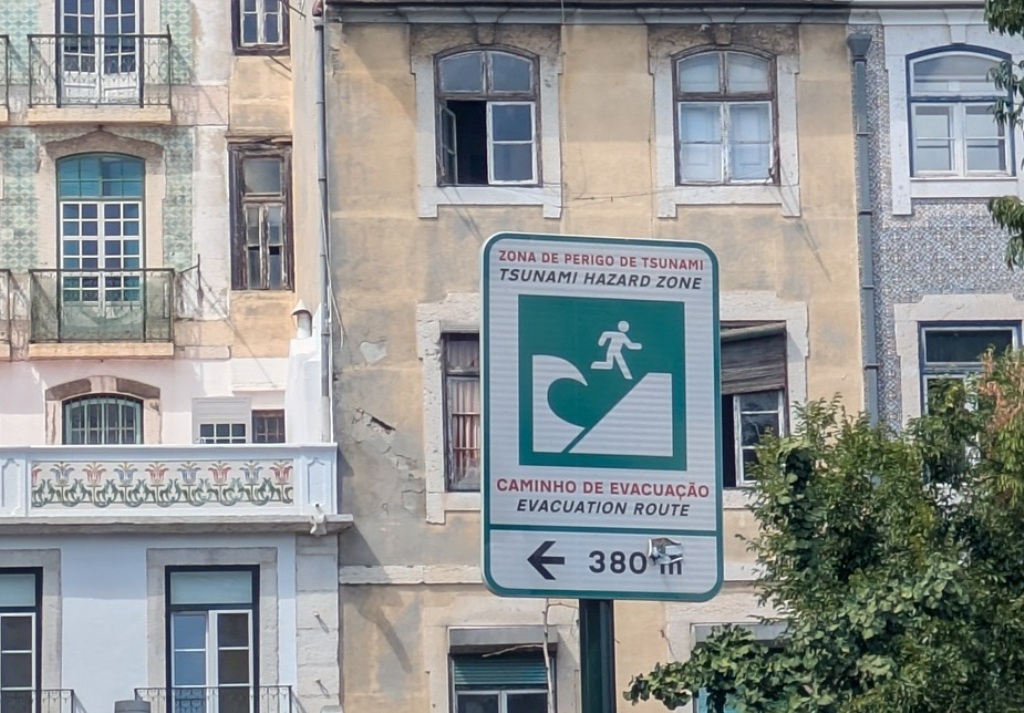 ZONA DE PERIGO DE TSUNAMI
TSUNAMI HAZARD ZONE
CAMINHO DE EVACUAÇÃO
EVACUATION ROUTE
← 380 m